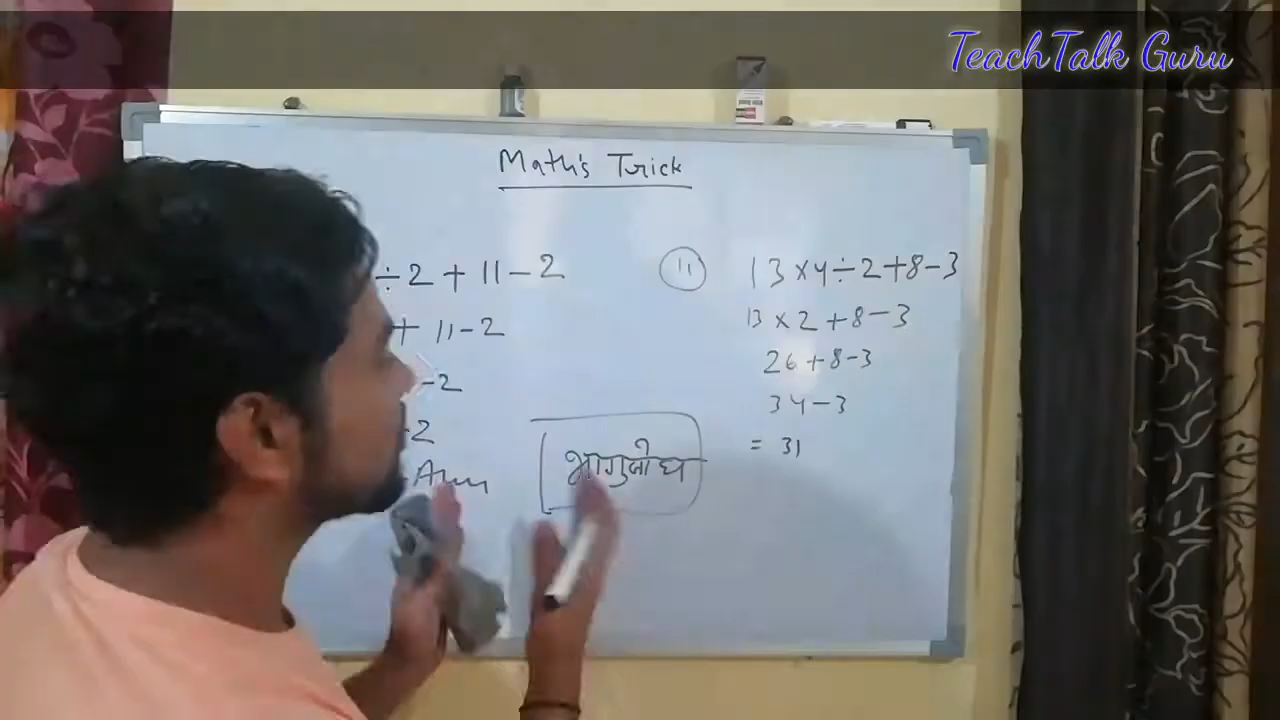 TeachTalk Guru
Math's Trick
÷2 + 11-2
+ 11-2
-2
-2
Ans
भागुजोघ
11
13×4÷2+8-3
13×2+8-3
26+8-3
34-3
= 31